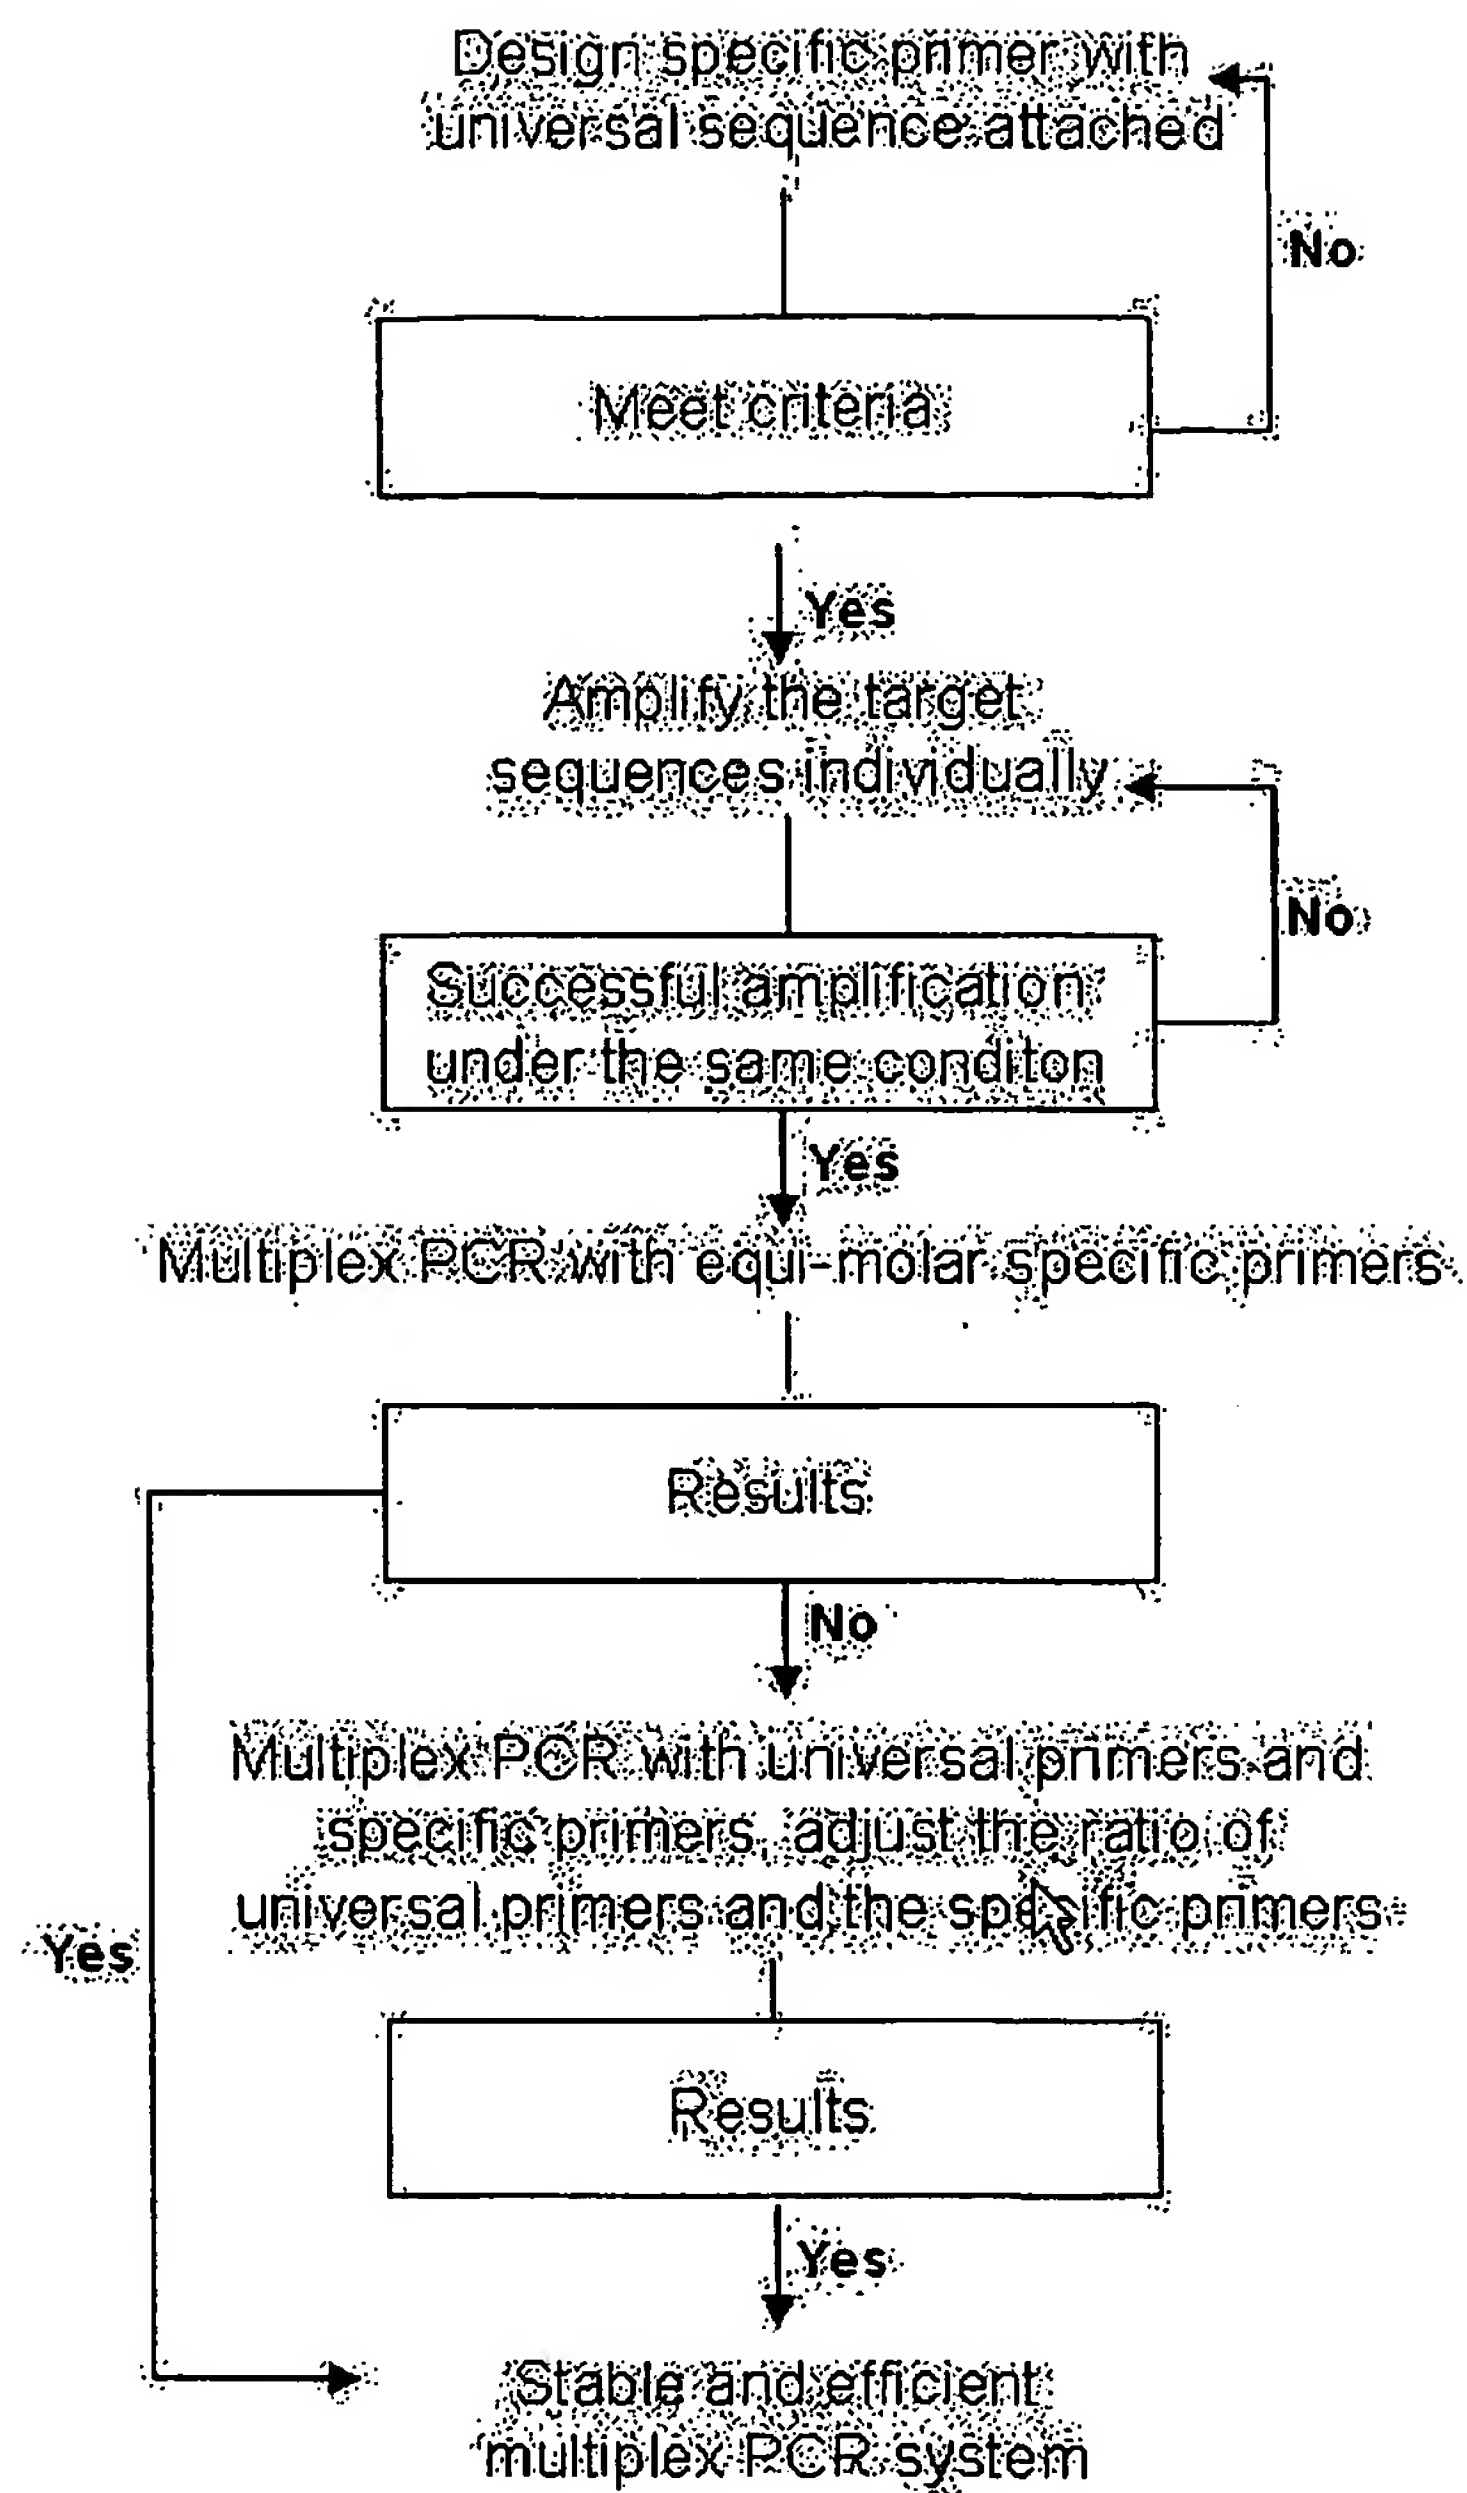 Design specific primer with
universal sequence attached
No
Meet criteria
Yes
Amplify the target
sequences individually
No
Successful amplification
under the same conditon
Yes
Multiplex PCR with equi-molar specific primers
Results
No
Multiplex PCR with universal primers and
specific primers, adjust the ratio of
universal primers and the specific primers
Yes
Results
Yes
Stable and efficient
multiplex PCR system